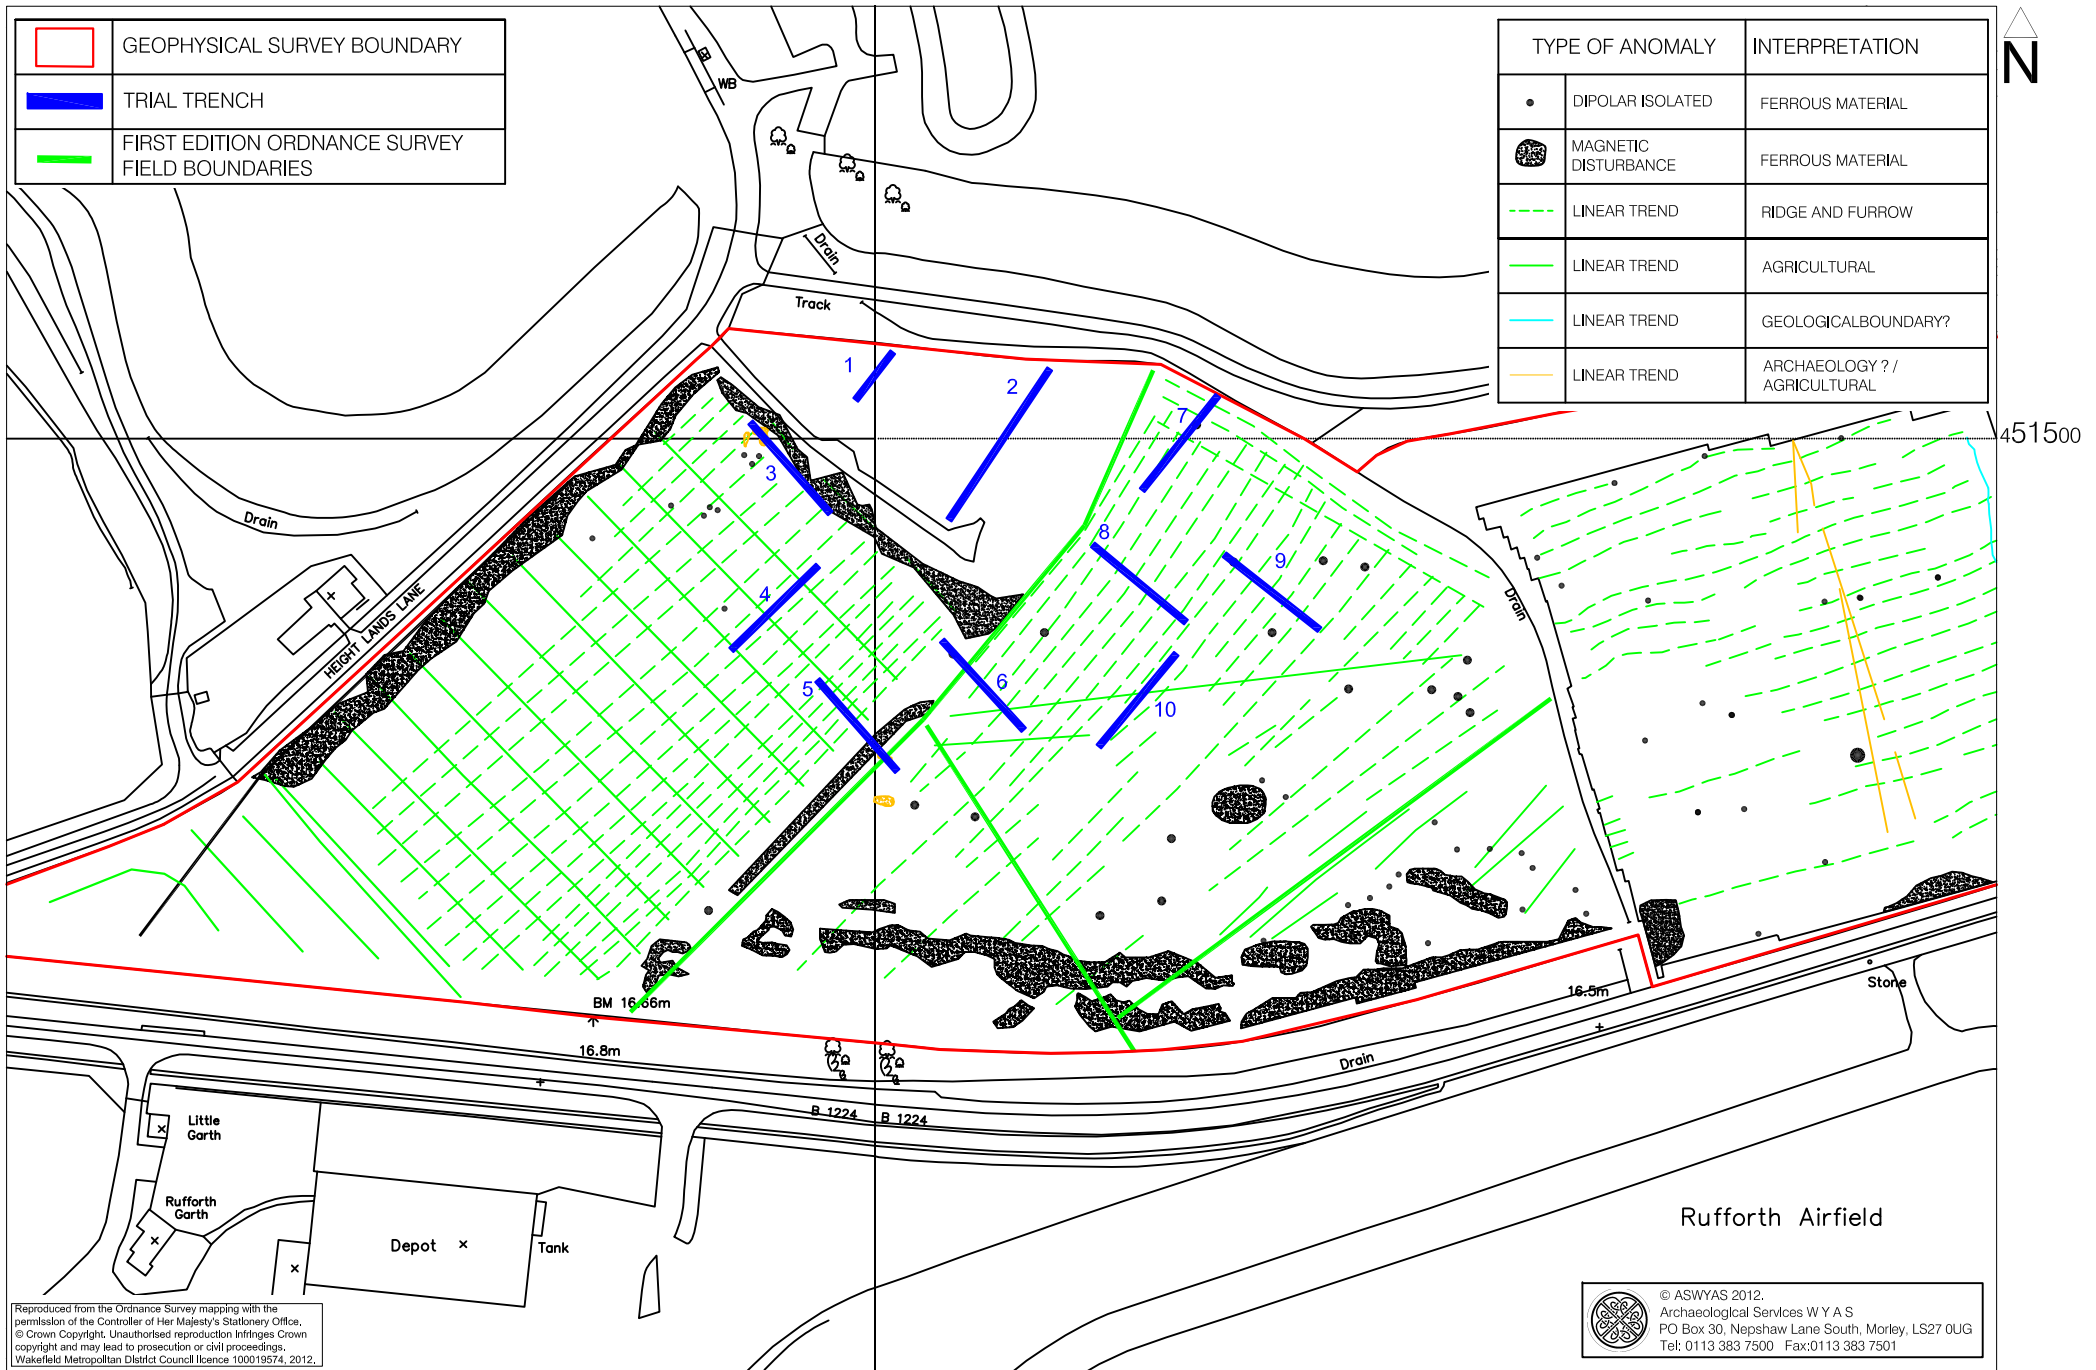 GEOPHYSICAL SURVEY BOUNDARY
TRIAL TRENCH
FIRST EDITION ORDNANCE SURVEY
FIELD BOUNDARIES
TYPE OF ANOMALY
INTERPRETATION
DIPOLAR ISOLATED
FERROUS MATERIAL
MAGNETIC
DISTURBANCE
FERROUS MATERIAL
LINEAR TREND
RIDGE AND FURROW
LINEAR TREND
AGRICULTURAL
LINEAR TREND
GEOLOGICALBOUNDARY?
LINEAR TREND
ARCHAEOLOGY ? /
AGRICULTURAL
N
451500
WB
Drain
Track
1
2
3
4
5
6
7
8
9
10
Drain
HEIGHT LANDS LANE
Drain
BM 16.66m
16.8m
16.5m
Stone
Drain
B 1224
B 1224
Little
Garth
Rufforth
Garth
Depot
Tank
Rufforth Airfield
Reproduced from the Ordnance Survey mapping with the
permission of the Controller of Her Majesty's Stationery Office,
© Crown Copyright. Unauthorised reproduction infringes Crown
copyright and may lead to prosecution or civil proceedings.
Wakefield Metropolitan District Council licence 100019574, 2012.
© ASWYAS 2012.
Archaeological Services W Y A S
PO Box 30, Nepshaw Lane South, Morley, LS27 0UG
Tel: 0113 383 7500 Fax:0113 383 7501